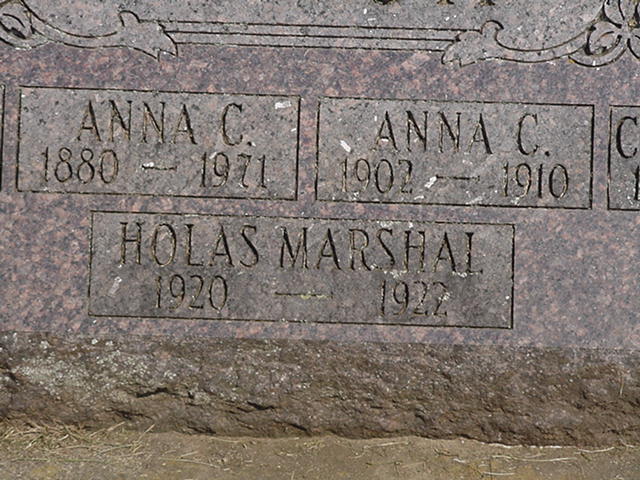 ANNA C.
1880 — 1971
ANNA C.
1902 — 1910
HOLAS MARSHAL
1920 — 1922